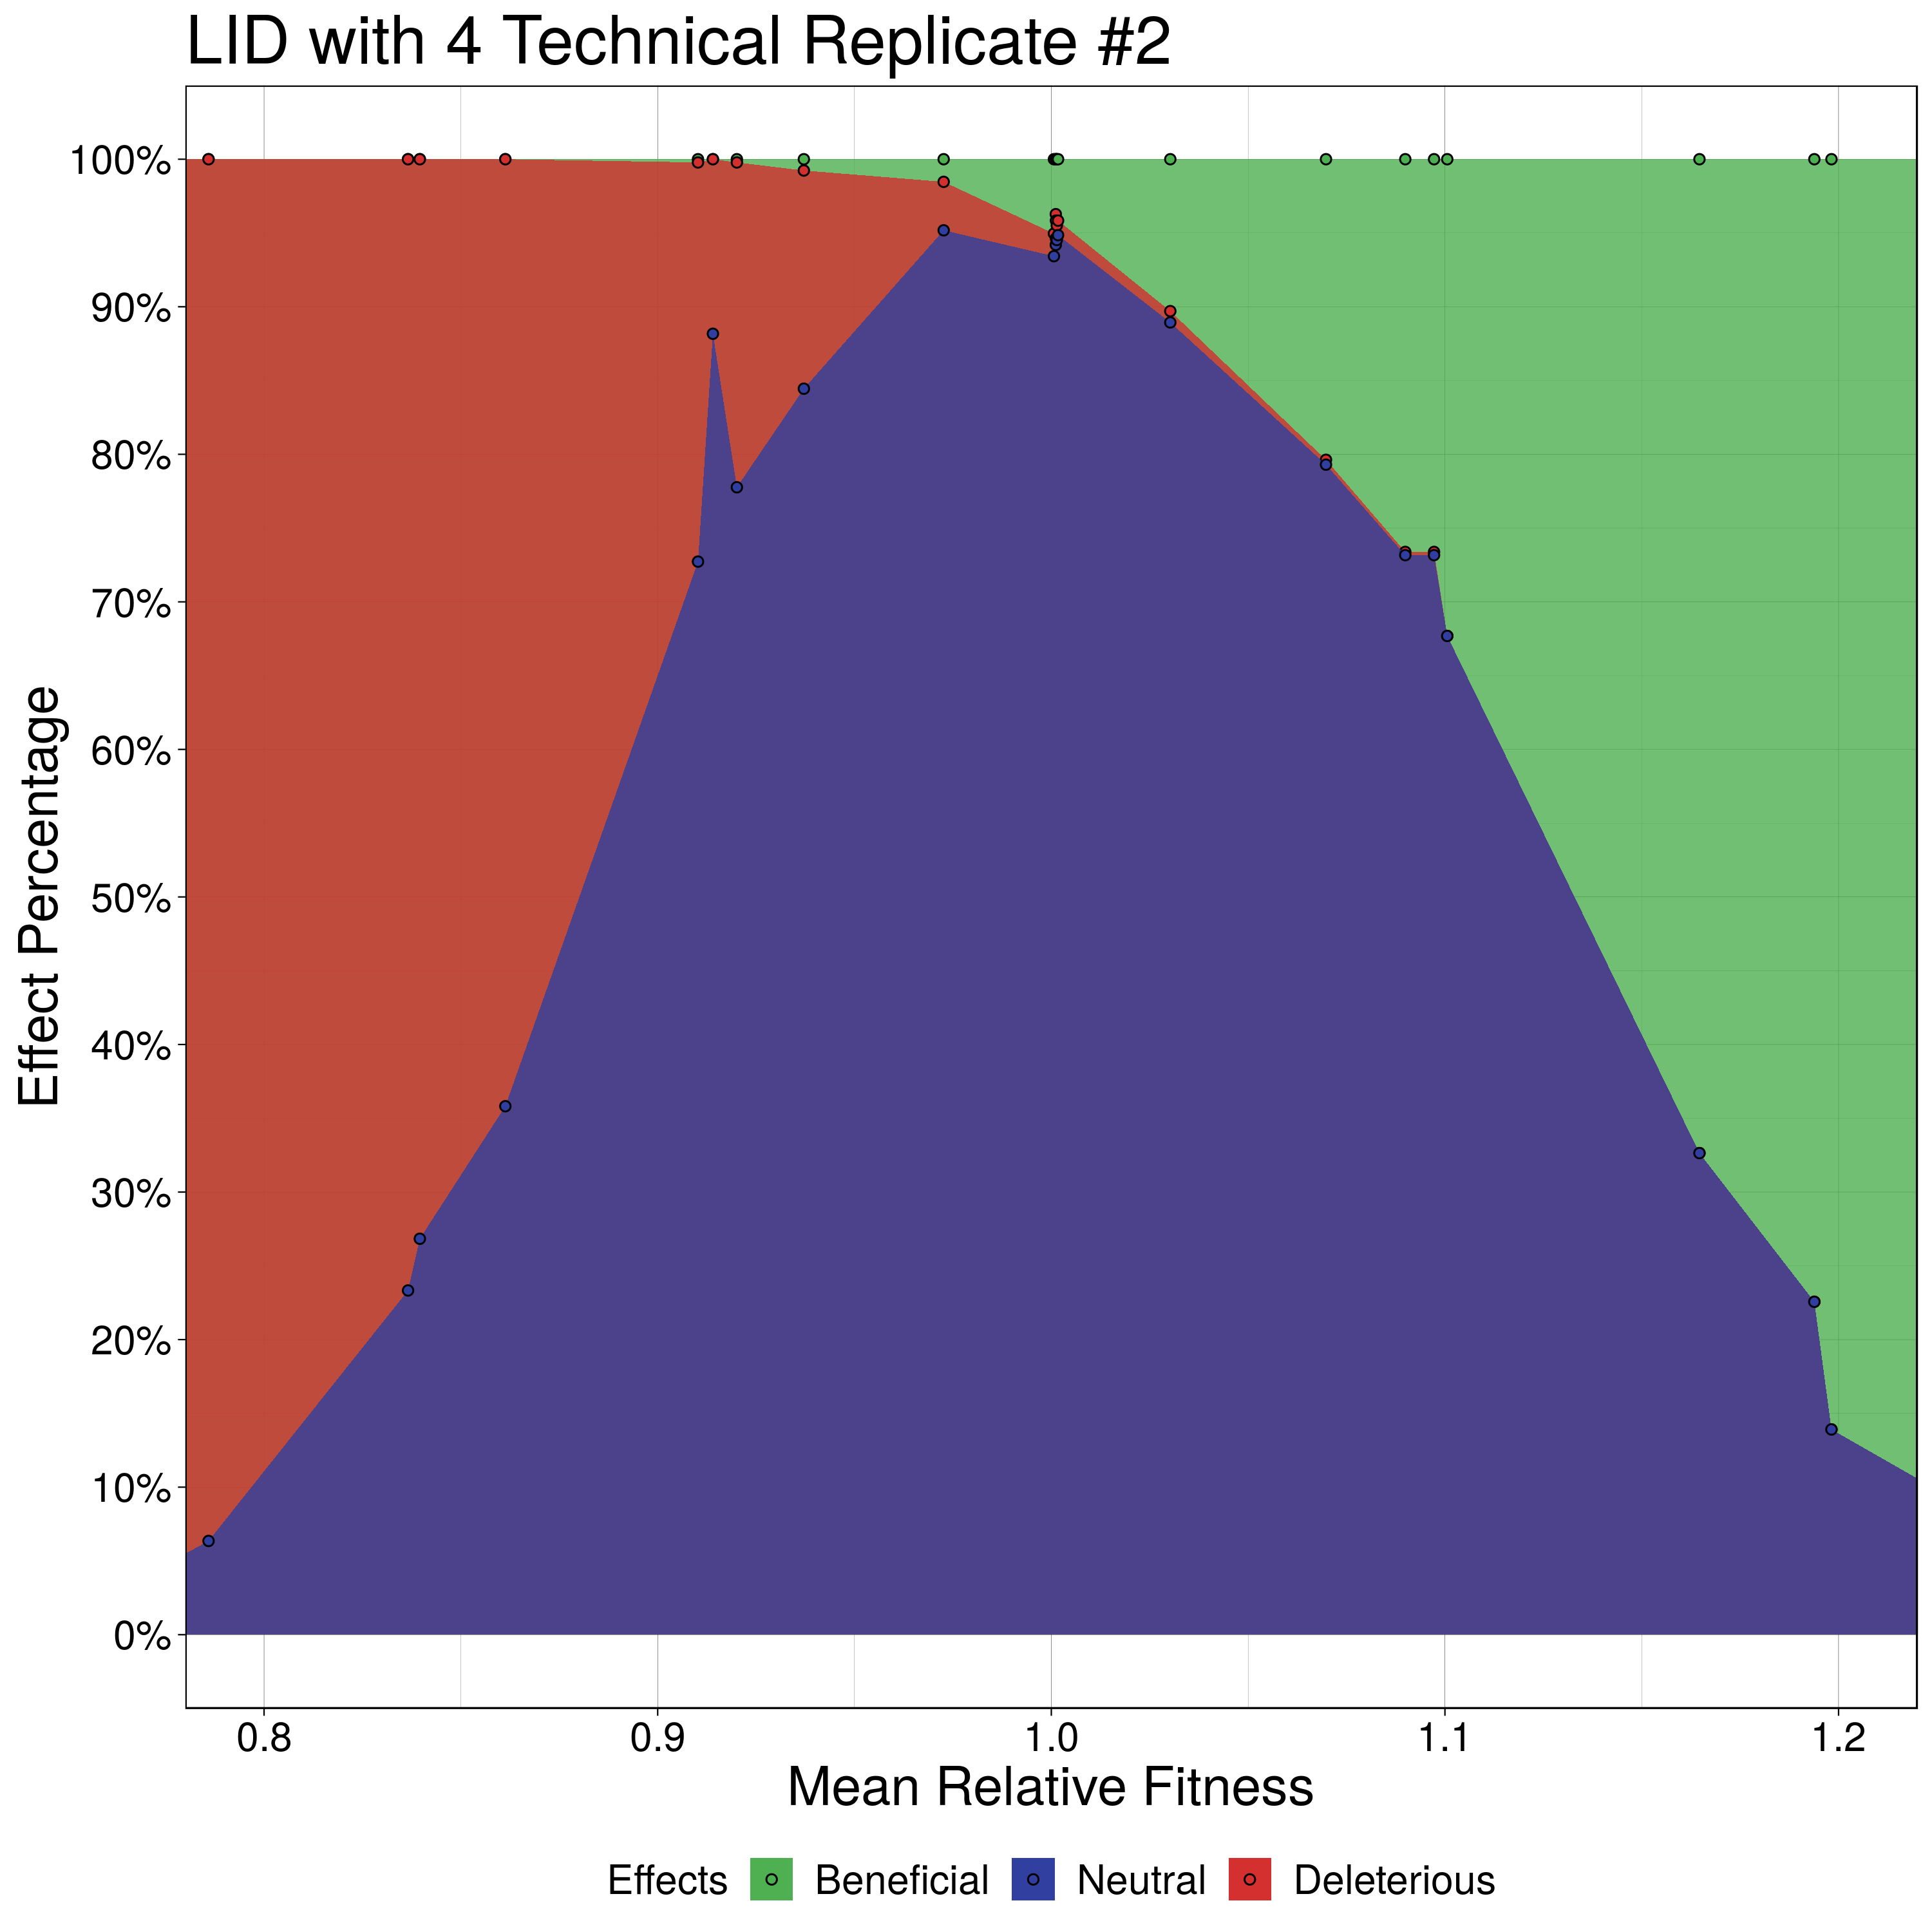 LID with 4 Technical Replicate #2
100%
90%
80%
70%
60%
50%
40%
30%
20%
10%
0%
Effect Percentage
0.8 0.9 1.0 1.1 1.2
Mean Relative Fitness
Effects Beneficial Neutral Deleterious